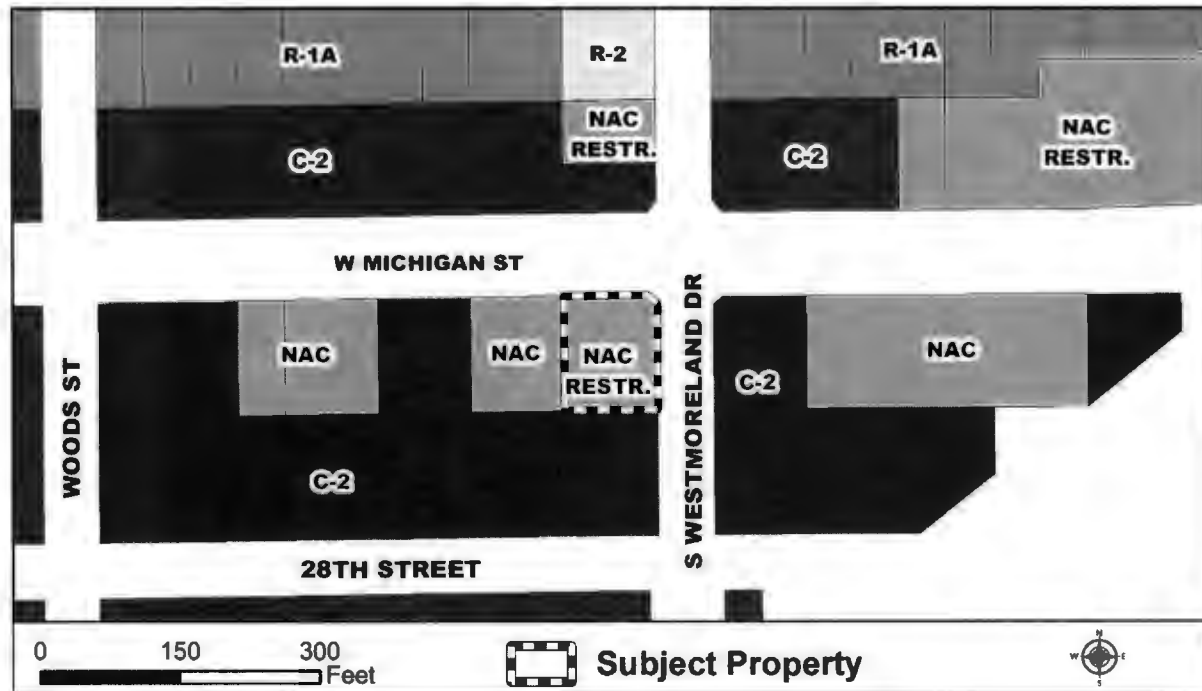 R-1A
R-2
R-1A
NAC
RESTR.
NAC
RESTR.
C-2
C-2
W MICHIGAN ST
S WESTMORELAND DR
WOODS ST
NAC
NAC
NAC
RESTR.
C-2
NAC
C-2
28TH STREET
0 150 300
Feet
Subject Property
N
W E
S